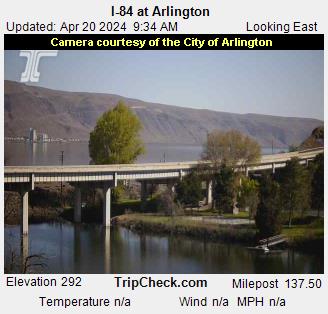 I-84 at Arlington
Updated: Apr 20 2024 9:34 AM Looking East
Camera courtesy of the City of Arlington
Elevation 292 TripCheck.com Milepost 137.50
Temperature n/a Wind n/a MPH n/a